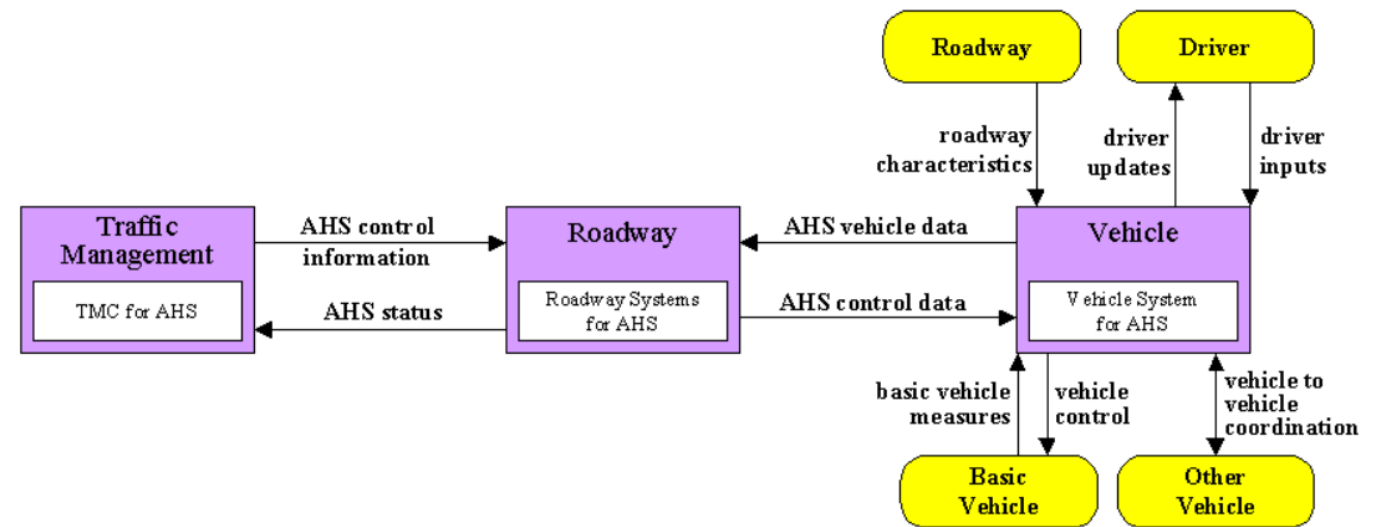 Roadway
Driver
roadway
characteristics
driver
updates
driver
inputs
Traffic
Management
TMC for AHS
AHS control
information
AHS status
Roadway
Roadway Systems
for AHS
AHS vehicle data
AHS control data
Vehicle
Vehicle System
for AHS
basic vehicle
measures
vehicle
control
vehicle to
vehicle
coordination
Basic
Vehicle
Other
Vehicle